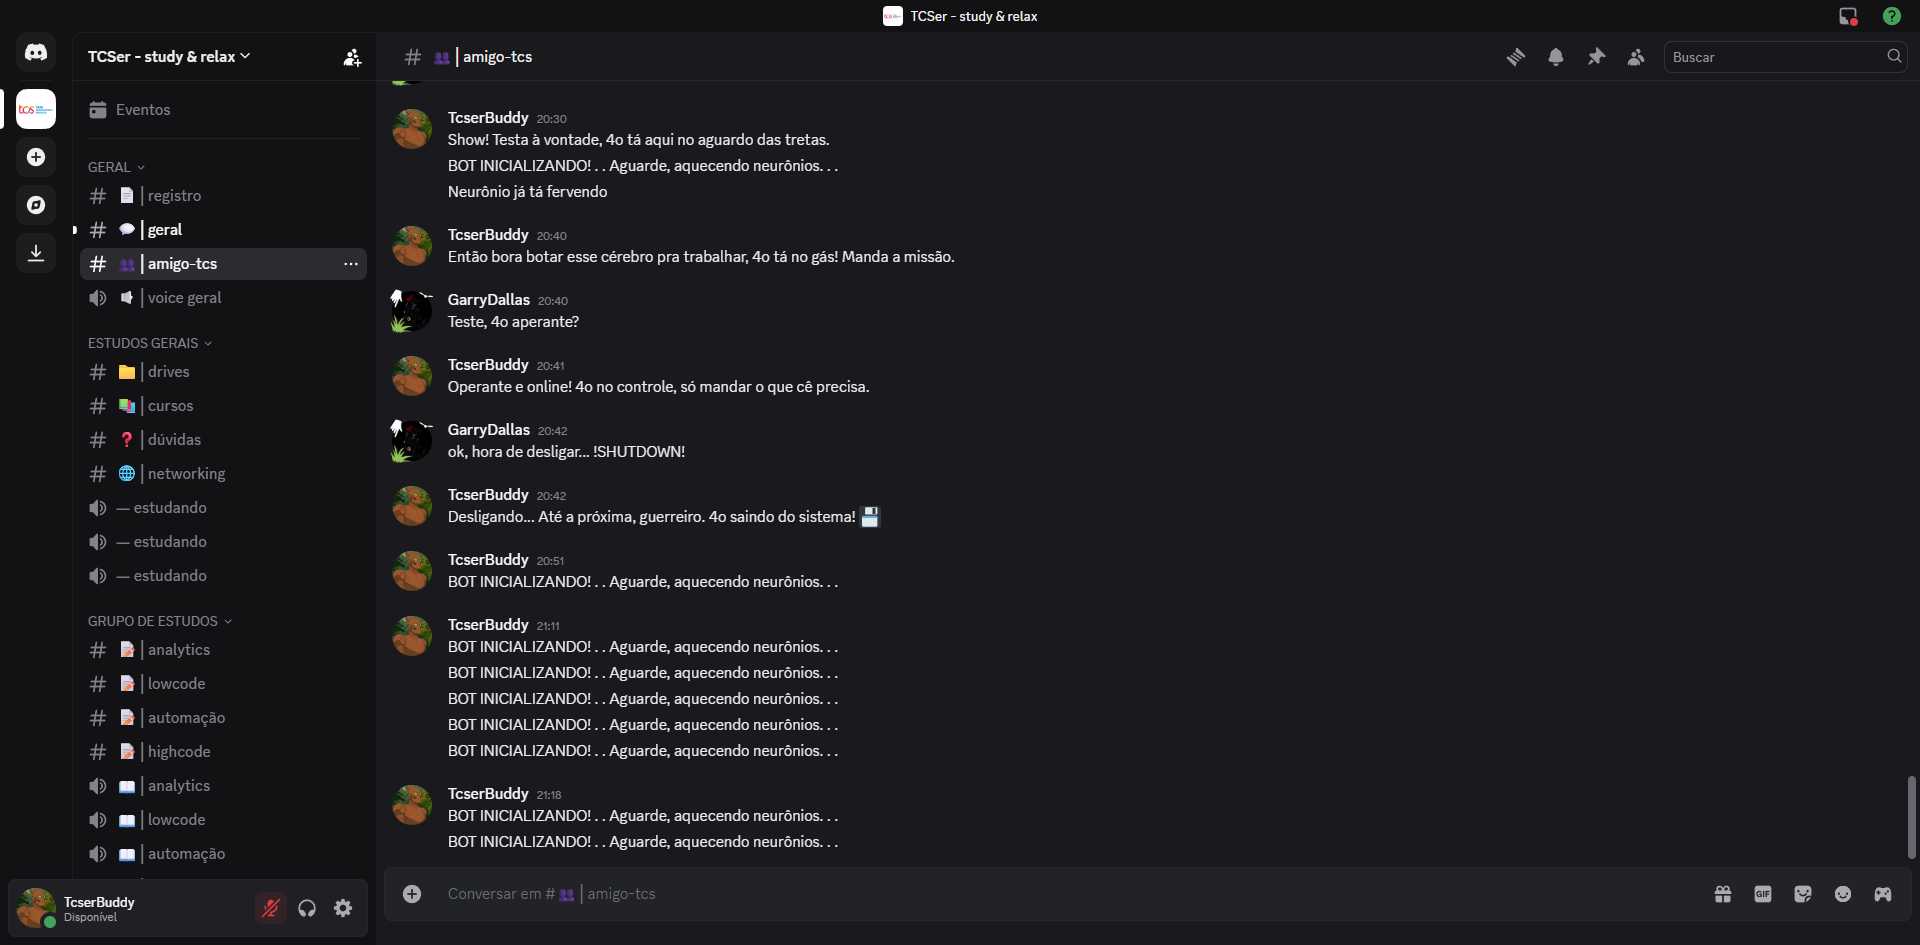 TCSer - study & relax
TCSer - study & relax
Eventos
GERAL
registro
geral
amigo-tcs
voice geral
ESTUDOS GERAIS
drives
cursos
dúvidas
networking
— estudando
— estudando
— estudando
GRUPO DE ESTUDOS
analytics
lowcode
automação
highcode
analytics
lowcode
automação
TcserBuddy
Disponível
# | amigo-tcs
Buscar
TcserBuddy 20:30
Show! Testa à vontade, 4o tá aqui no aguardo das tretas.
BOT INICIALIZANDO! . . Aguarde, aquecendo neurônios. . .
Neurônio já tá fervendo
TcserBuddy 20:40
Então bora botar esse cérebro pra trabalhar, 4o tá no gás! Manda a missão.
GarryDallas 20:40
Teste, 4o aperante?
TcserBuddy 20:41
Operante e online! 4o no controle, só mandar o que cê precisa.
GarryDallas 20:42
ok, hora de desligar... !SHUTDOWN!
TcserBuddy 20:42
Desligando... Até a próxima, guerreiro. 4o saindo do sistema!
TcserBuddy 20:51
BOT INICIALIZANDO! . . Aguarde, aquecendo neurônios. . .
TcserBuddy 21:11
BOT INICIALIZANDO! . . Aguarde, aquecendo neurônios. . .
BOT INICIALIZANDO! . . Aguarde, aquecendo neurônios. . .
BOT INICIALIZANDO! . . Aguarde, aquecendo neurônios. . .
BOT INICIALIZANDO! . . Aguarde, aquecendo neurônios. . .
BOT INICIALIZANDO! . . Aguarde, aquecendo neurônios. . .
TcserBuddy 21:18
BOT INICIALIZANDO! . . Aguarde, aquecendo neurônios. . .
BOT INICIALIZANDO! . . Aguarde, aquecendo neurônios. . .
Conversar em # | amigo-tcs
GIF